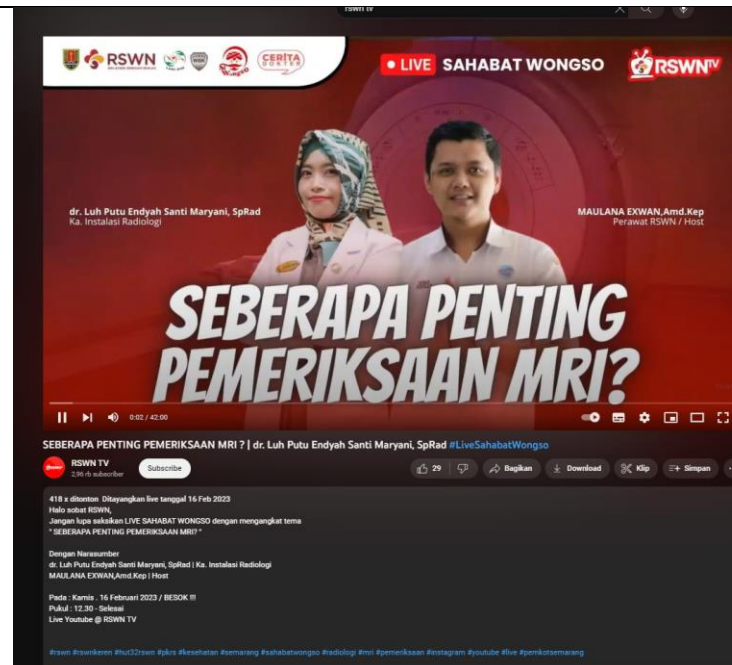 rswn tv
RSWN
CERITA
DOKTER
LIVE SAHABAT WONGSO
RSWNTV
dr. Luh Putu Endyah Santi Maryani, SpRad
Ka. Instalasi Radiologi
MAULANA EXWAN,Amd.Kep
Perawat RSWN / Host
SEBERAPA PENTING
PEMERIKSAAN MRI?
0:02 / 42:00
SEBERAPA PENTING PEMERIKSAAN MRI ? | dr. Luh Putu Endyah Santi Maryani, SpRad #LiveSahabatWongso
RSWN TV
2,96 rb subscriber
Subscribe
29
Bagikan
Download
Klip
Simpan
418 x ditonton Ditayangkan live tanggal 16 Feb 2023
Halo sobat RSWN,
Jangan lupa saksikan LIVE SAHABAT WONGSO dengan mengangkat tema
" SEBERAPA PENTING PEMERIKSAAN MRI? "
Dengan Narasumber
dr. Luh Putu Endyah Santi Maryani, SpRad | Ka. Instalasi Radiologi
MAULANA EXWAN,Amd.Kep | Host
Pada : Kamis . 16 Februari 2023 / BESOK !!!
Pukul : 12.30 - Selesai
Live Youtube @ RSWN TV
#rswn #rswnkeren #hut32rswn #pkrs #kesehatan #semarang #sahabatwongso #radiologi #mri #pemeriksaan #instagram #youtube #live #pemkotsemarang